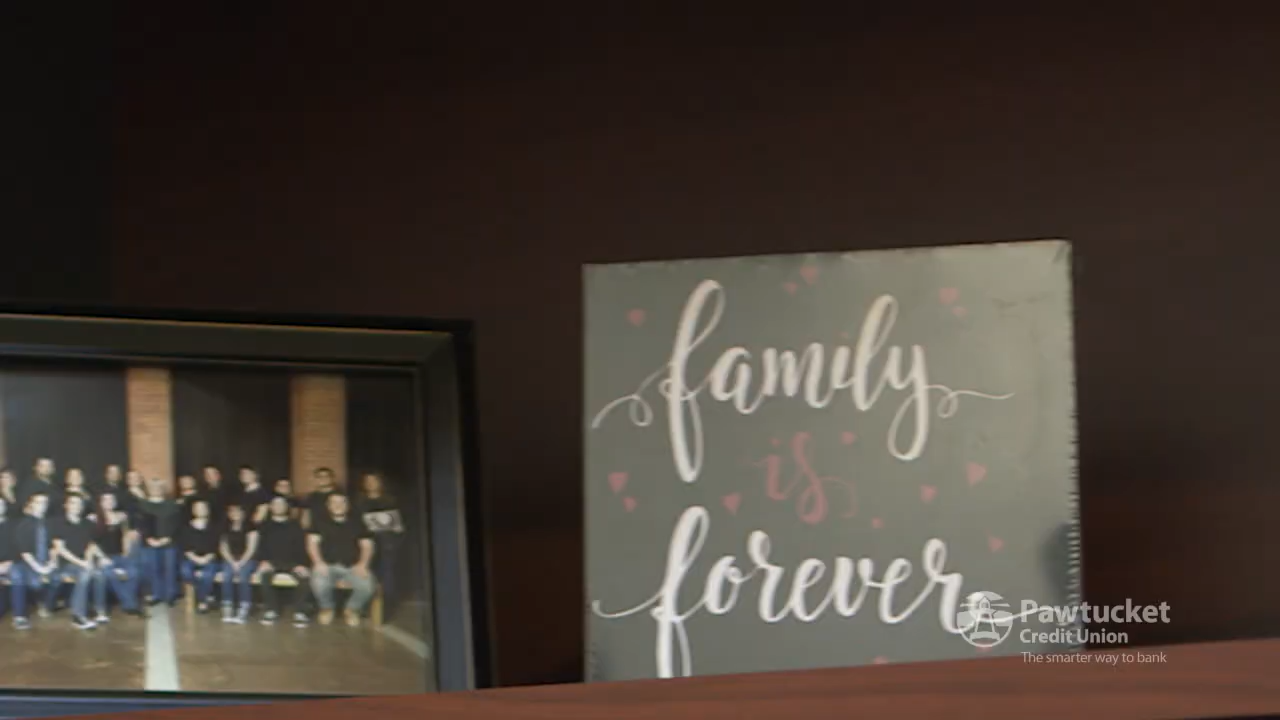 family
is
forever
Pawtucket
Credit Union
The smarter way to bank